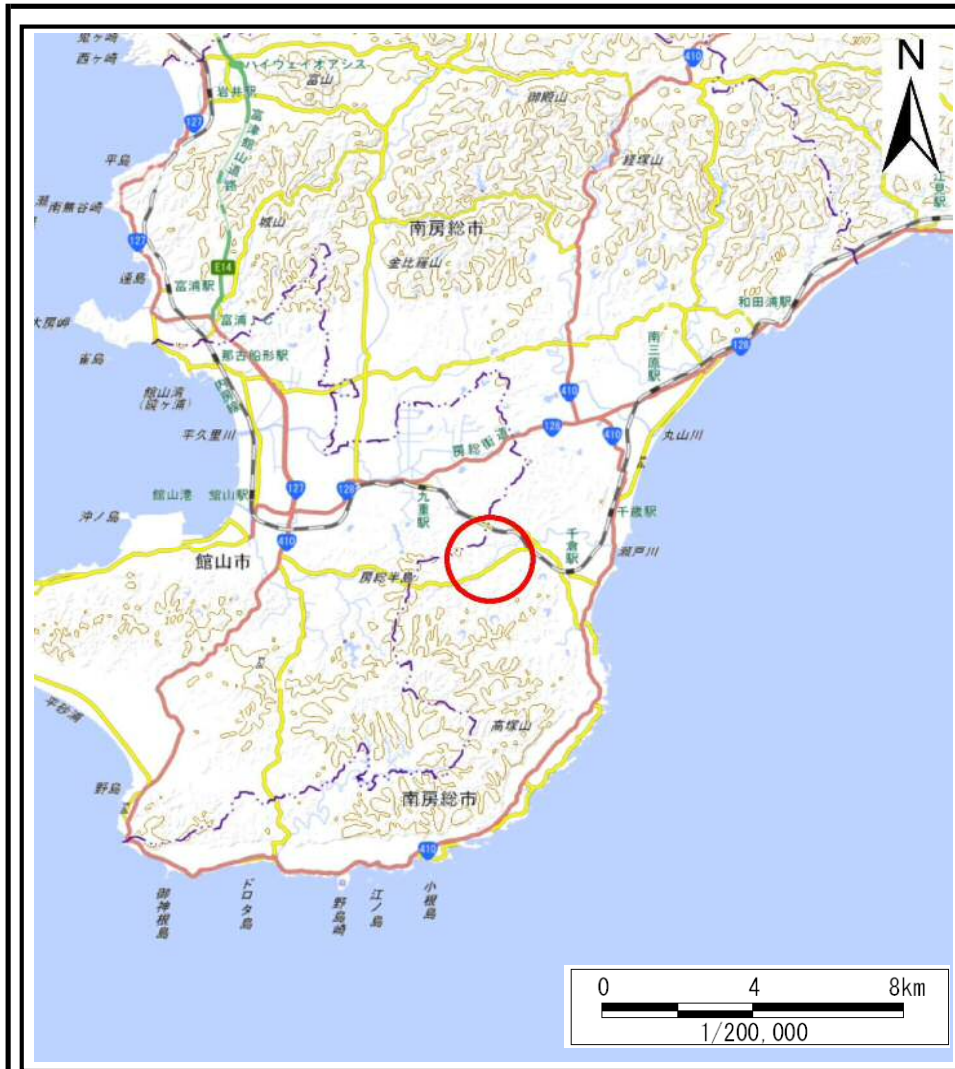 西ヶ崎
ハイウェイオアシス
富山
岩井駅
御殿山
410
N
127
富津館山道路
平島
経塚山
江見駅
南無谷崎
城山
南房総市
127
金比羅山
E14
富浦駅
和田浦駅
富浦IC
大房岬
雀島
那古船形駅
南三原駅
128
館山湾
(鏡ヶ浦)
内房線
410
平久里川
房総街道
128
410
丸山川
館山港
館山駅
127
128
九重駅
千歳駅
沖ノ島
410
千倉駅
瀬戸川
館山市
房総半島
平砂浦
高塚山
野島
南房総市
410
御神根島
ドロタ島
野島崎
江ノ島
小根島
0 4 8km
1/200,000